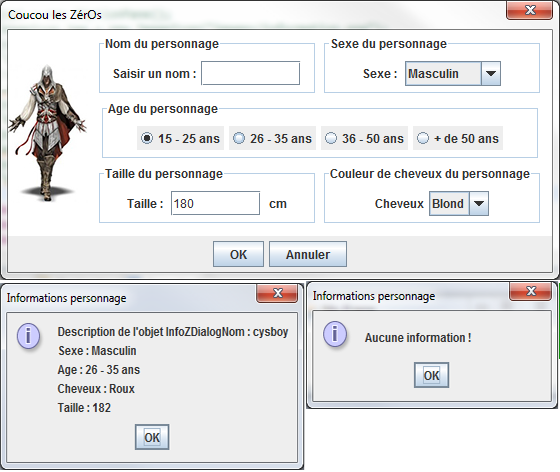 Coucou les ZérOs
Nom du personnage
Saisir un nom :
Sexe du personnage
Sexe : Masculin
Age du personnage
15 - 25 ans 26 - 35 ans 36 - 50 ans + de 50 ans
Taille du personnage
Taille : 180 cm
Couleur de cheveux du personnage
Cheveux Blond
OK Annuler
Informations personnage
Description de l'objet InfoZDialogNom : cysboy
Sexe : Masculin
Age : 26 - 35 ans
Cheveux : Roux
Taille : 182
OK
Informations personnage
Aucune information !
OK